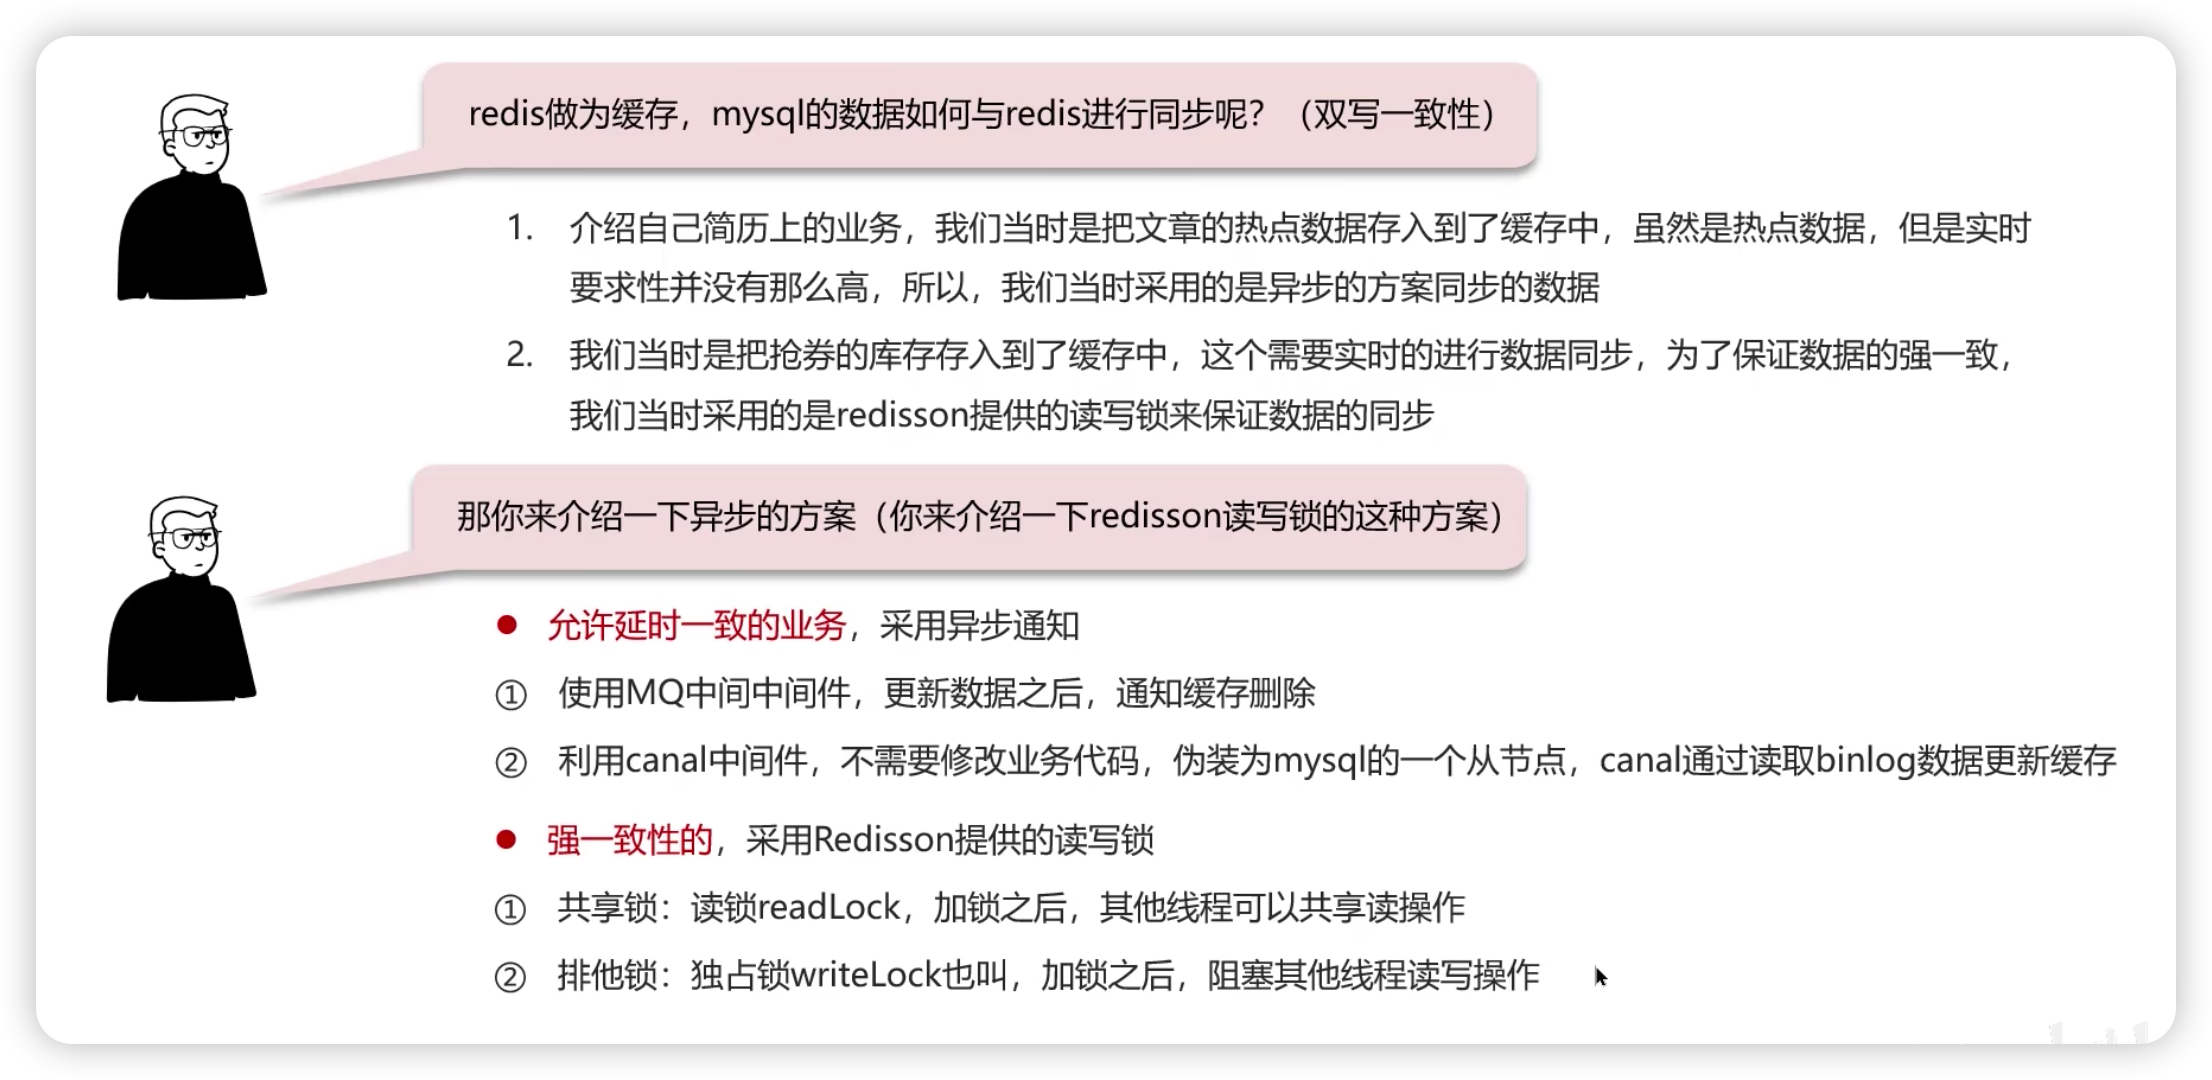 redis做为缓存，mysql的数据如何与redis进行同步呢？（双写一致性）
1. 介绍自己简历上的业务，我们当时是把文章的热点数据存入到了缓存中，虽然是热点数据，但是实时
要求性并没有那么高，所以，我们当时采用的是异步的方案同步的数据
2. 我们当时是把抢券的库存存入到了缓存中，这个需要实时的进行数据同步，为了保证数据的强一致，
我们当时采用的是redisson提供的读写锁来保证数据的同步
那你来介绍一下异步的方案（你来介绍一下redisson读写锁的这种方案）
● 允许延时一致的业务，采用异步通知
① 使用MQ中间中间件，更新数据之后，通知缓存删除
② 利用canal中间件，不需要修改业务代码，伪装为mysql的一个从节点，canal通过读取binlog数据更新缓存
● 强一致性的，采用Redisson提供的读写锁
① 共享锁：读锁readLock，加锁之后，其他线程可以共享读操作
② 排他锁：独占锁writeLock也叫，加锁之后，阻塞其他线程读写操作